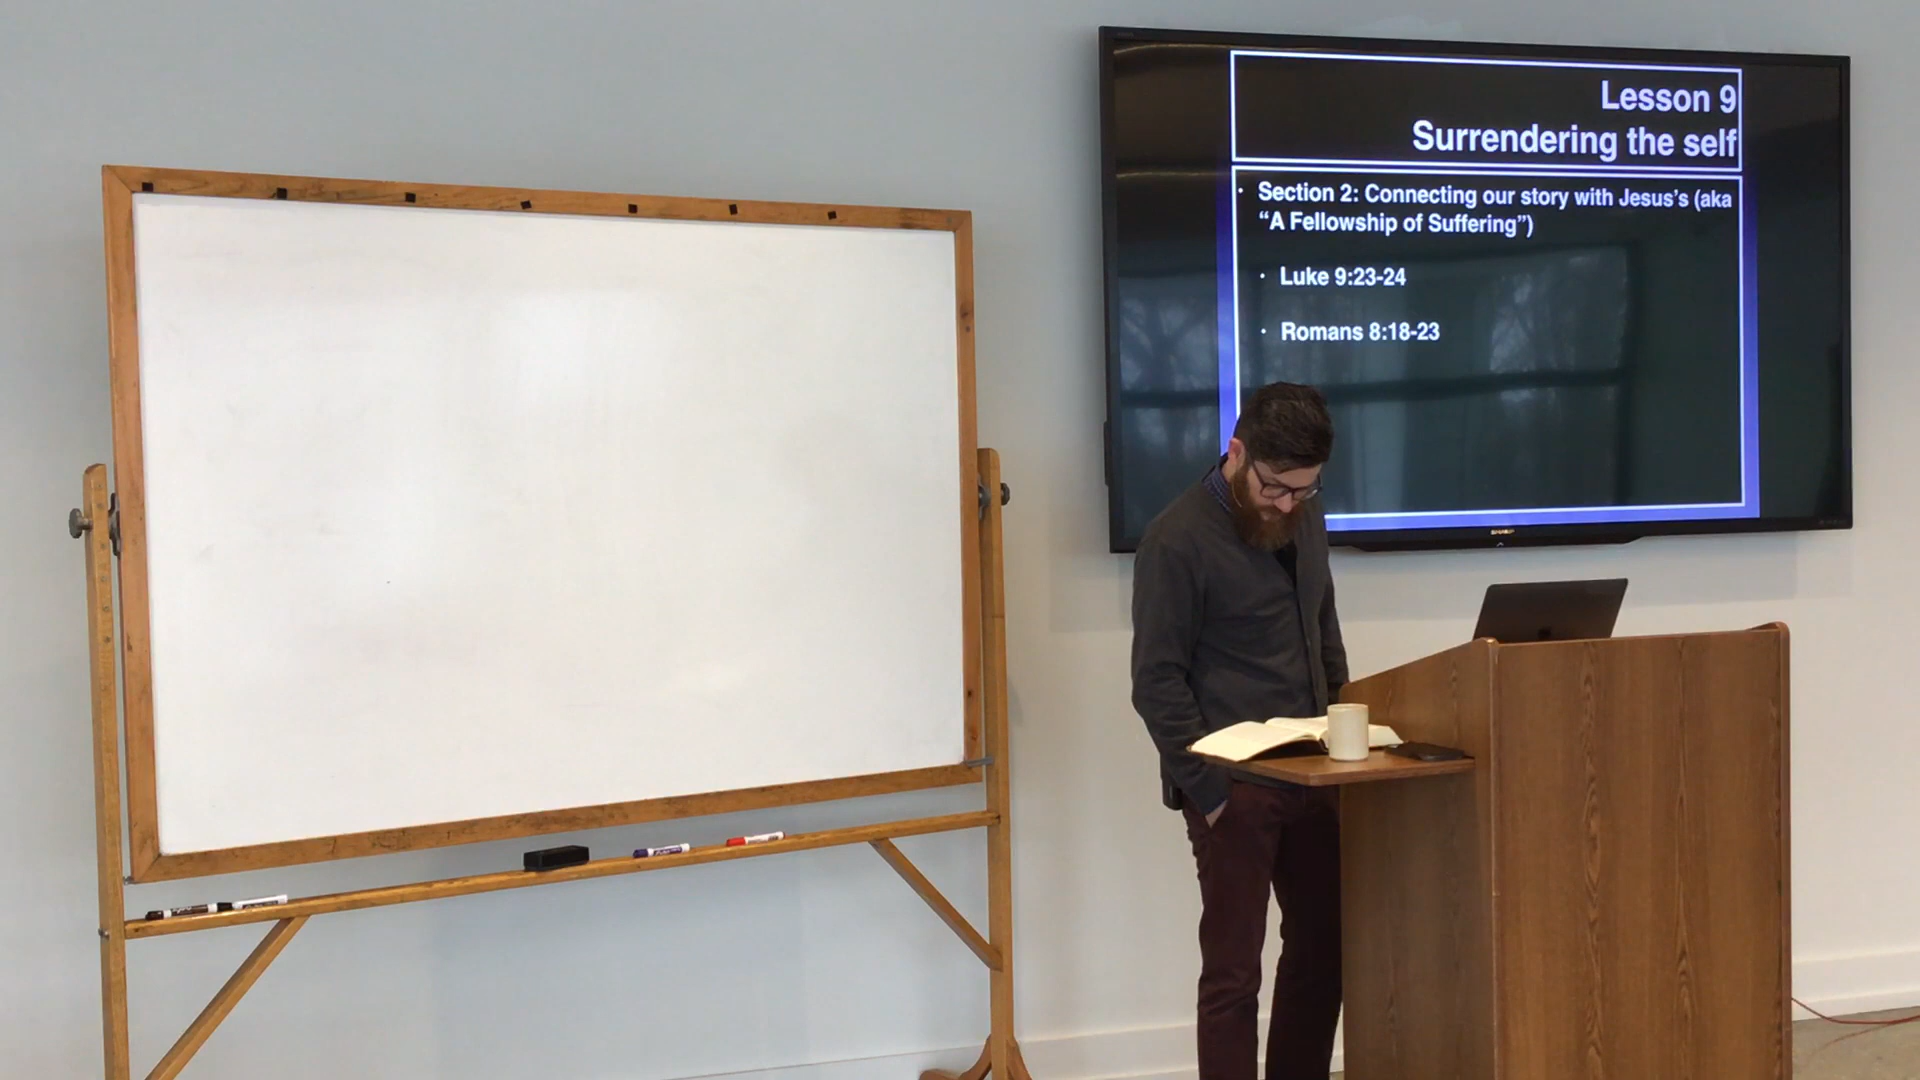 Lesson 9
Surrendering the self
• Section 2: Connecting our story with Jesus's (aka
“A Fellowship of Suffering”)
• Luke 9:23-24
• Romans 8:18-23
SHARP